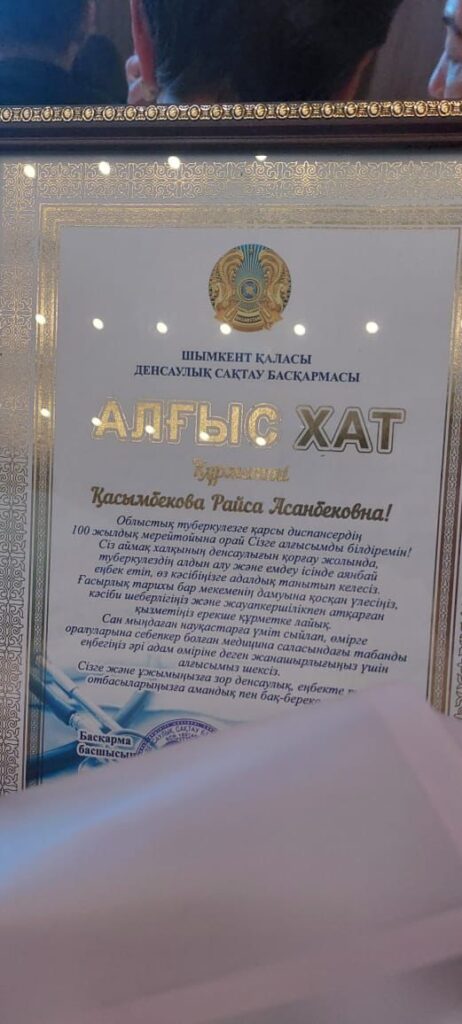 ШЫМКЕНТ ҚАЛАСЫ
ДЕНСАУЛЫҚ САҚТАУ БАСҚАРМАСЫ
АЛҒЫС ХАТ
Құрметті
Қасымбекова Райса Асанбековна!
Облыстық туберкулезге қарсы диспансердің
100 жылдық мерейтойына орай Сізге алғысымды білдіремін!
Сіз аймақ халқының денсаулығын қорғау жолында,
туберкулездің алдын алу және емдеу ісінде аянбай
еңбек етіп, өз кәсібіңізге адалдық танытып келесіз.
Ғасырлық тарихы бар мекеменің дамуына қосқан үлесіңіз,
кәсіби шеберлігіңіз және жауапкершілікпен атқарған
қызметіңіз ерекше құрметке лайық.
Сан мыңдаған науқастарға үміт сыйлап, өмірге
оралуларына себепкер болған медицина саласындағы табанды
еңбегіңіз әрі адам өміріне деген жанашырлығыңыз үшін
алғысымыз шексіз.
Сізге және ұжымыңызға зор денсаулық, еңбекте
отбасыларыңызға амандық пен бақ-береке
Басқарма
басшысы